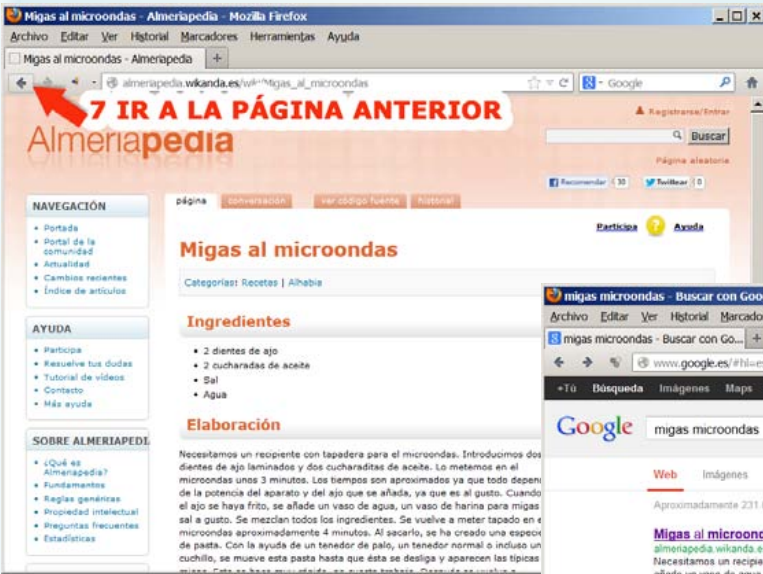 Migas al microondas - Almeriapedia - Mozilla Firefox
Archivo Editar Ver Historial Marcadores Herramientas Ayuda
Migas al microondas - Almeriapedia +
almeriapedia.wikanda.es/wiki/Migas_al_microondas Google
7 IR A LA PÁGINA ANTERIOR
Registrarse/Entrar
Almeriapedia
Buscar
Página aleatoria
Recomendar 30 Twittear 0
página conversación ver código fuente historial
Participa Ayuda
NAVEGACIÓN
• Portada
• Portal de la
comunidad
• Actualidad
• Cambios recientes
• Índice de artículos
AYUDA
• Participa
• Resuelve tus dudas
• Tutorial de vídeos
• Contacto
• Más ayuda
SOBRE ALMERIAPEDI
• ¿Qué es
Almeriapedia?
• Fundamentos
• Reglas genéricas
• Propiedad intelectual
• Preguntas frecuentes
• Estadísticas
Migas al microondas
Categorías: Recetas | Alhabia
Ingredientes
• 2 dientes de ajo
• 2 cucharadas de aceite
• Sal
• Agua
Elaboración
Necesitamos un recipiente con tapadera para el microondas. Introducimos dos
dientes de ajo laminados y dos cucharaditas de aceite. Lo metemos en el
microondas unos 3 minutos. Los tiempos son aproximados ya que todo depen
de la potencia del aparato y del ajo que se añada, ya que es al gusto. Cuando
el ajo se haya frito, se añade un vaso de agua, un vaso de harina para migas
sal a gusto. Se mezclan todos los ingredientes. Se vuelve a meter tapado en e
microondas aproximadamente 4 minutos. Al sacarlo, se ha creado una especie
de pasta. Con la ayuda de un tenedor de palo, un tenedor normal o incluso un
cuchillo, se mueve esta pasta hasta que ésta se desliga y aparecen las típicas
migas microondas - Buscar con Goo
Archivo Editar Ver Historial Marcado
migas microondas - Buscar con Go... +
www.google.es/#hl=es
+Tú Búsqueda Imágenes Maps
Google migas microondas
Web Imágenes
Aproximadamente 231
Migas al microond
almeriapedia.wikanda.e
Necesitamos un recipie
añade un vaso de agua